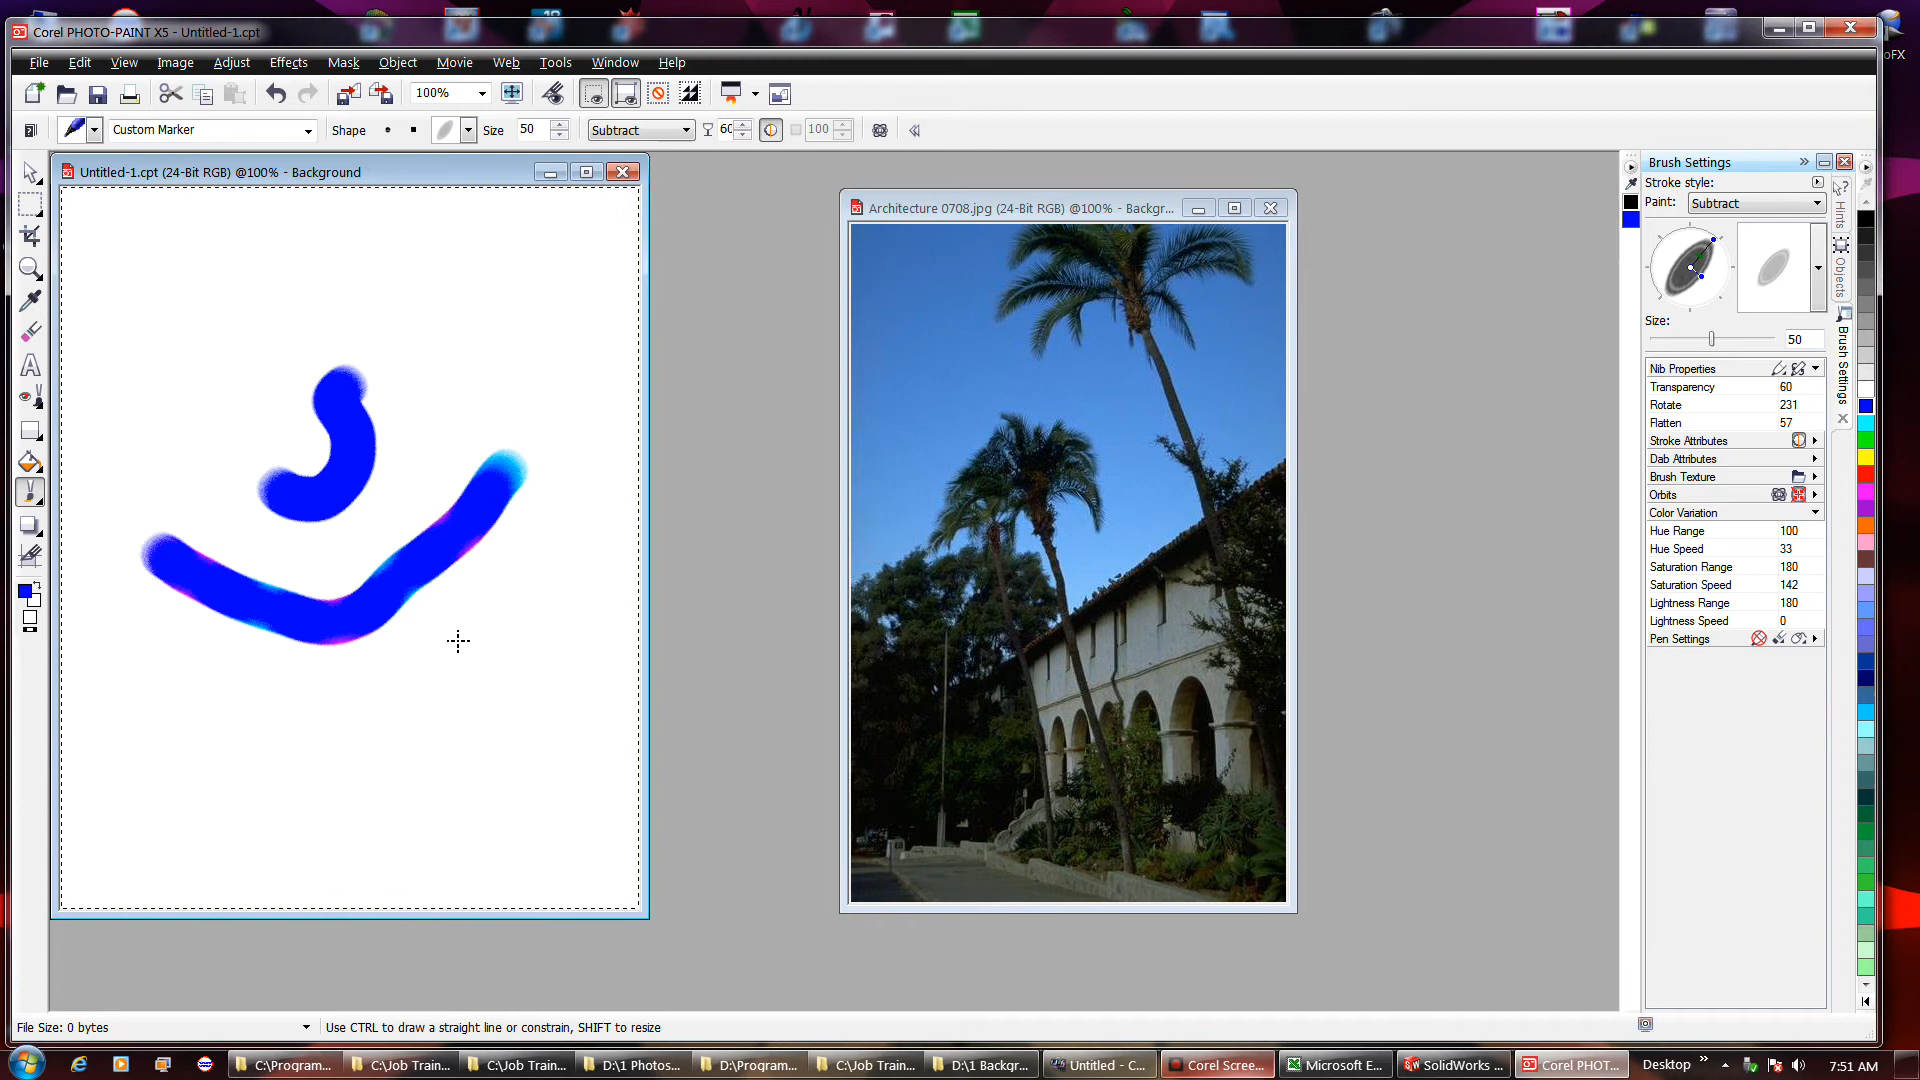 Corel PHOTO-PAINT X5 - Untitled-1.cpt
File Edit View Image Adjust Effects Mask Object Movie Web Tools Window Help
100%
Custom Marker Shape Size 50 Subtract 60 100
Untitled-1.cpt (24-Bit RGB) @100% - Background
Architecture 0708.jpg (24-Bit RGB) @100% - Backgr...
Brush Settings
Stroke style:
Paint: Subtract
Size:
50
Nib Properties
Transparency 60
Rotate 231
Flatten 57
Stroke Attributes
Dab Attributes
Brush Texture
Orbits
Color Variation
Hue Range 100
Hue Speed 33
Saturation Range 180
Saturation Speed 142
Lightness Range 180
Lightness Speed 0
Pen Settings
Hints
Objects
Brush Settings
File Size: 0 bytes Use CTRL to draw a straight line or constrain, SHIFT to resize
C:\Program... C:\Job Train... C:\Job Train... D:\1 Photos... D:\Program... C:\Job Train... D:\1 Backgr... Untitled - C... Corel Scree... Microsoft E... SolidWorks ... Corel PHOT... Desktop 7:51 AM